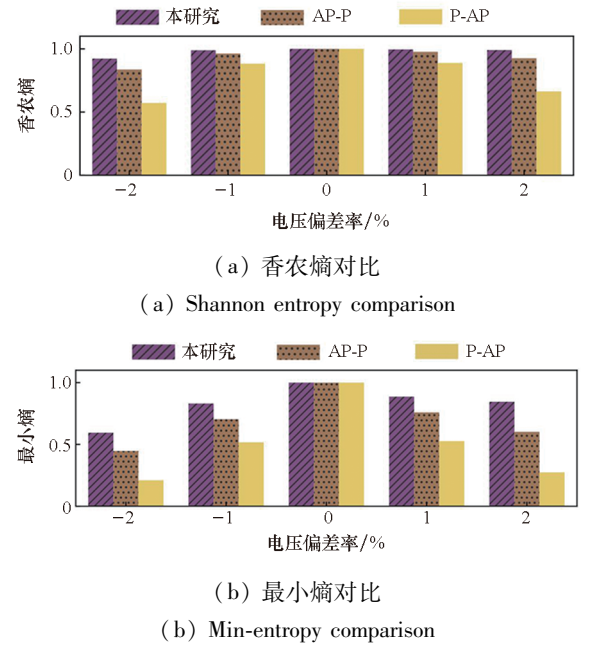 本研究 AP-P P-AP
1.0
0.5
0
香农熵
−2 −1 0 1 2
电压偏差率/%
（a）香农熵对比
（a）Shannon entropy comparison
本研究 AP-P P-AP
1.0
0.5
0
最小熵
−2 −1 0 1 2
电压偏差率/%
（b）最小熵对比
（b）Min-entropy comparison